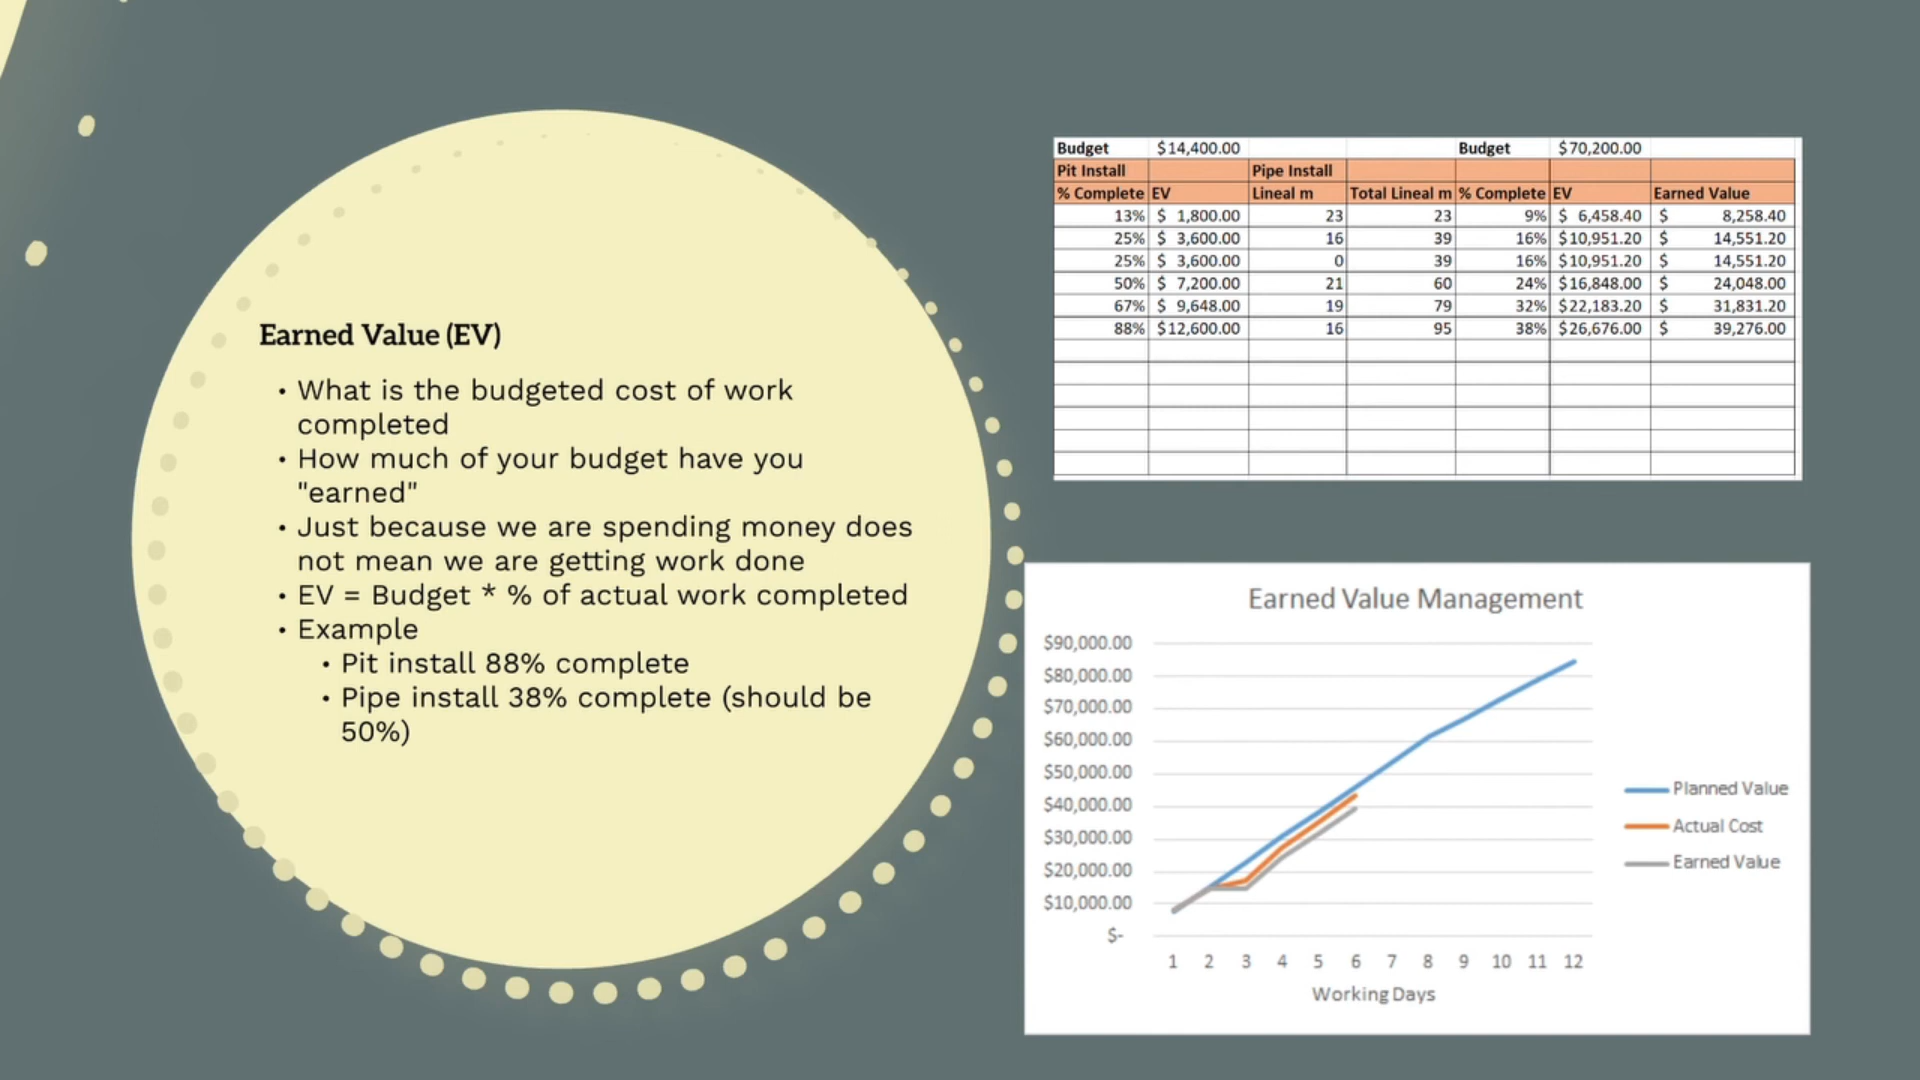 Earned Value (EV)
• What is the budgeted cost of work
completed
• How much of your budget have you
"earned"
• Just because we are spending money does
not mean we are getting work done
• EV = Budget * % of actual work completed
• Example
• Pit install 88% complete
• Pipe install 38% complete (should be
50%)
Budget $14,400.00 Budget $70,200.00
Pit Install Pipe Install
% Complete EV Lineal m Total Lineal m % Complete EV Earned Value
13% $ 1,800.00 23 23 9% $ 6,458.40 $ 8,258.40
25% $ 3,600.00 16 39 16% $10,951.20 $ 14,551.20
25% $ 3,600.00 0 39 16% $10,951.20 $ 14,551.20
50% $ 7,200.00 21 60 24% $16,848.00 $ 24,048.00
67% $ 9,648.00 19 79 32% $22,183.20 $ 31,831.20
88% $12,600.00 16 95 38% $26,676.00 $ 39,276.00
Earned Value Management
$90,000.00
$80,000.00
$70,000.00
$60,000.00
$50,000.00
$40,000.00
$30,000.00
$20,000.00
$10,000.00
$-
1 2 3 4 5 6 7 8 9 10 11 12
Working Days
Planned Value
Actual Cost
Earned Value